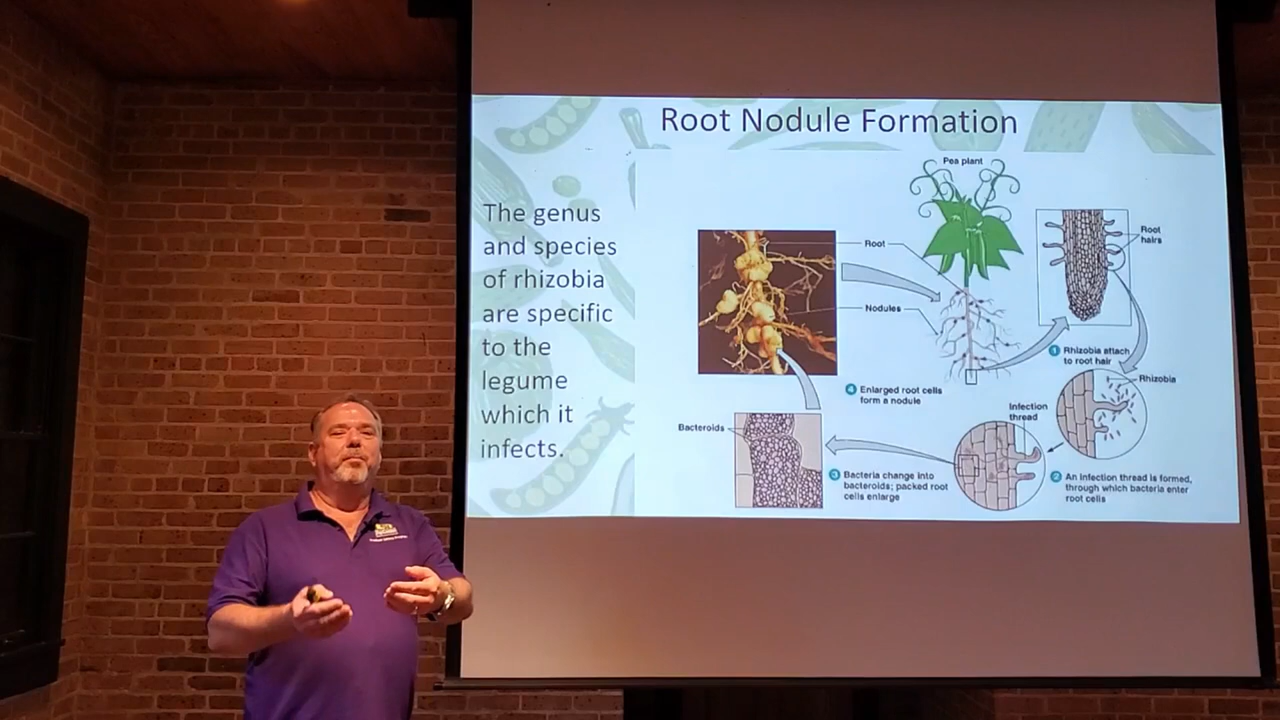 Root Nodule Formation
The genus
and species
of rhizobia
are specific
to the
legume
which it
infects.
Pea plant
Root
Nodules
Root
hairs
1 Rhizobia attach
to root hair
Rhizobia
4 Enlarged root cells
form a nodule
Infection
thread
Bacteroids
3 Bacteria change into
bacteroids; packed root
cells enlarge
2 An infection thread is formed,
through which bacteria enter
root cells